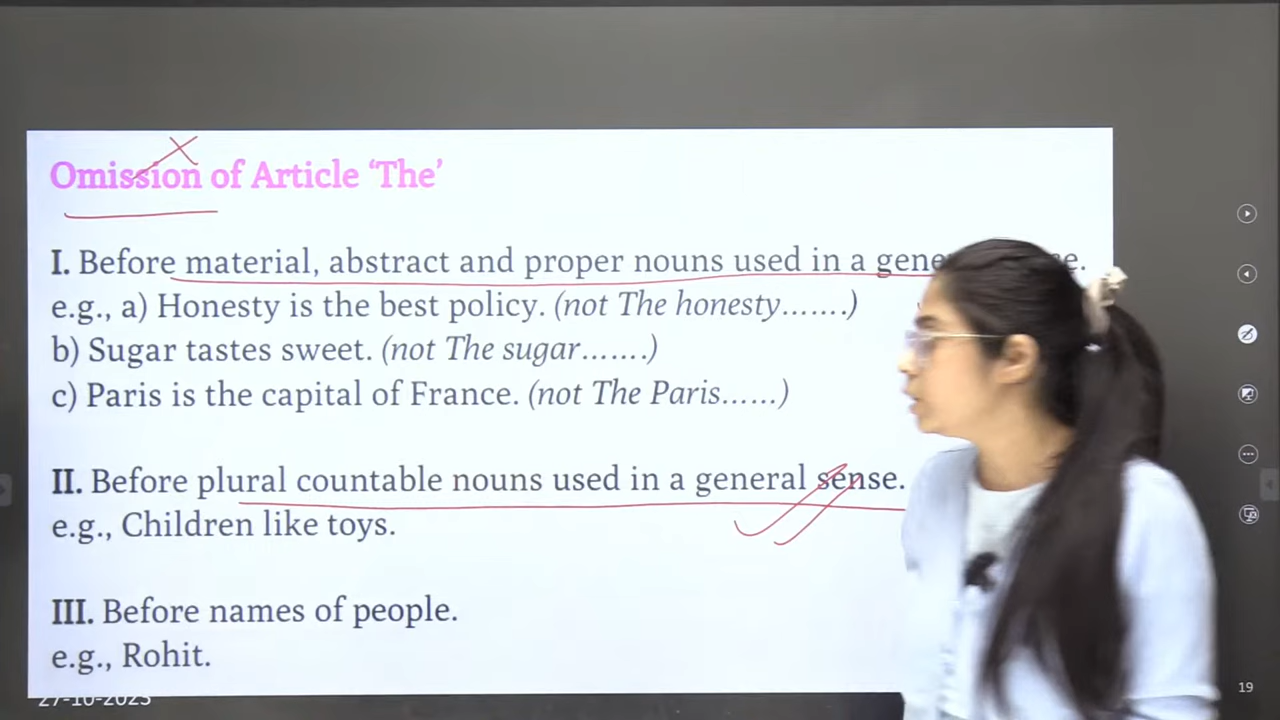 Omission of Article ‘The’
I. Before material, abstract and proper nouns used in a
e.g., a) Honesty is the best policy. (not The honesty…….)
b) Sugar tastes sweet. (not The sugar…….)
c) Paris is the capital of France. (not The Paris……)
II. Before plural countable nouns used in a general sense.
e.g., Children like toys.
III. Before names of people.
e.g., Rohit.
27-10-2023
19